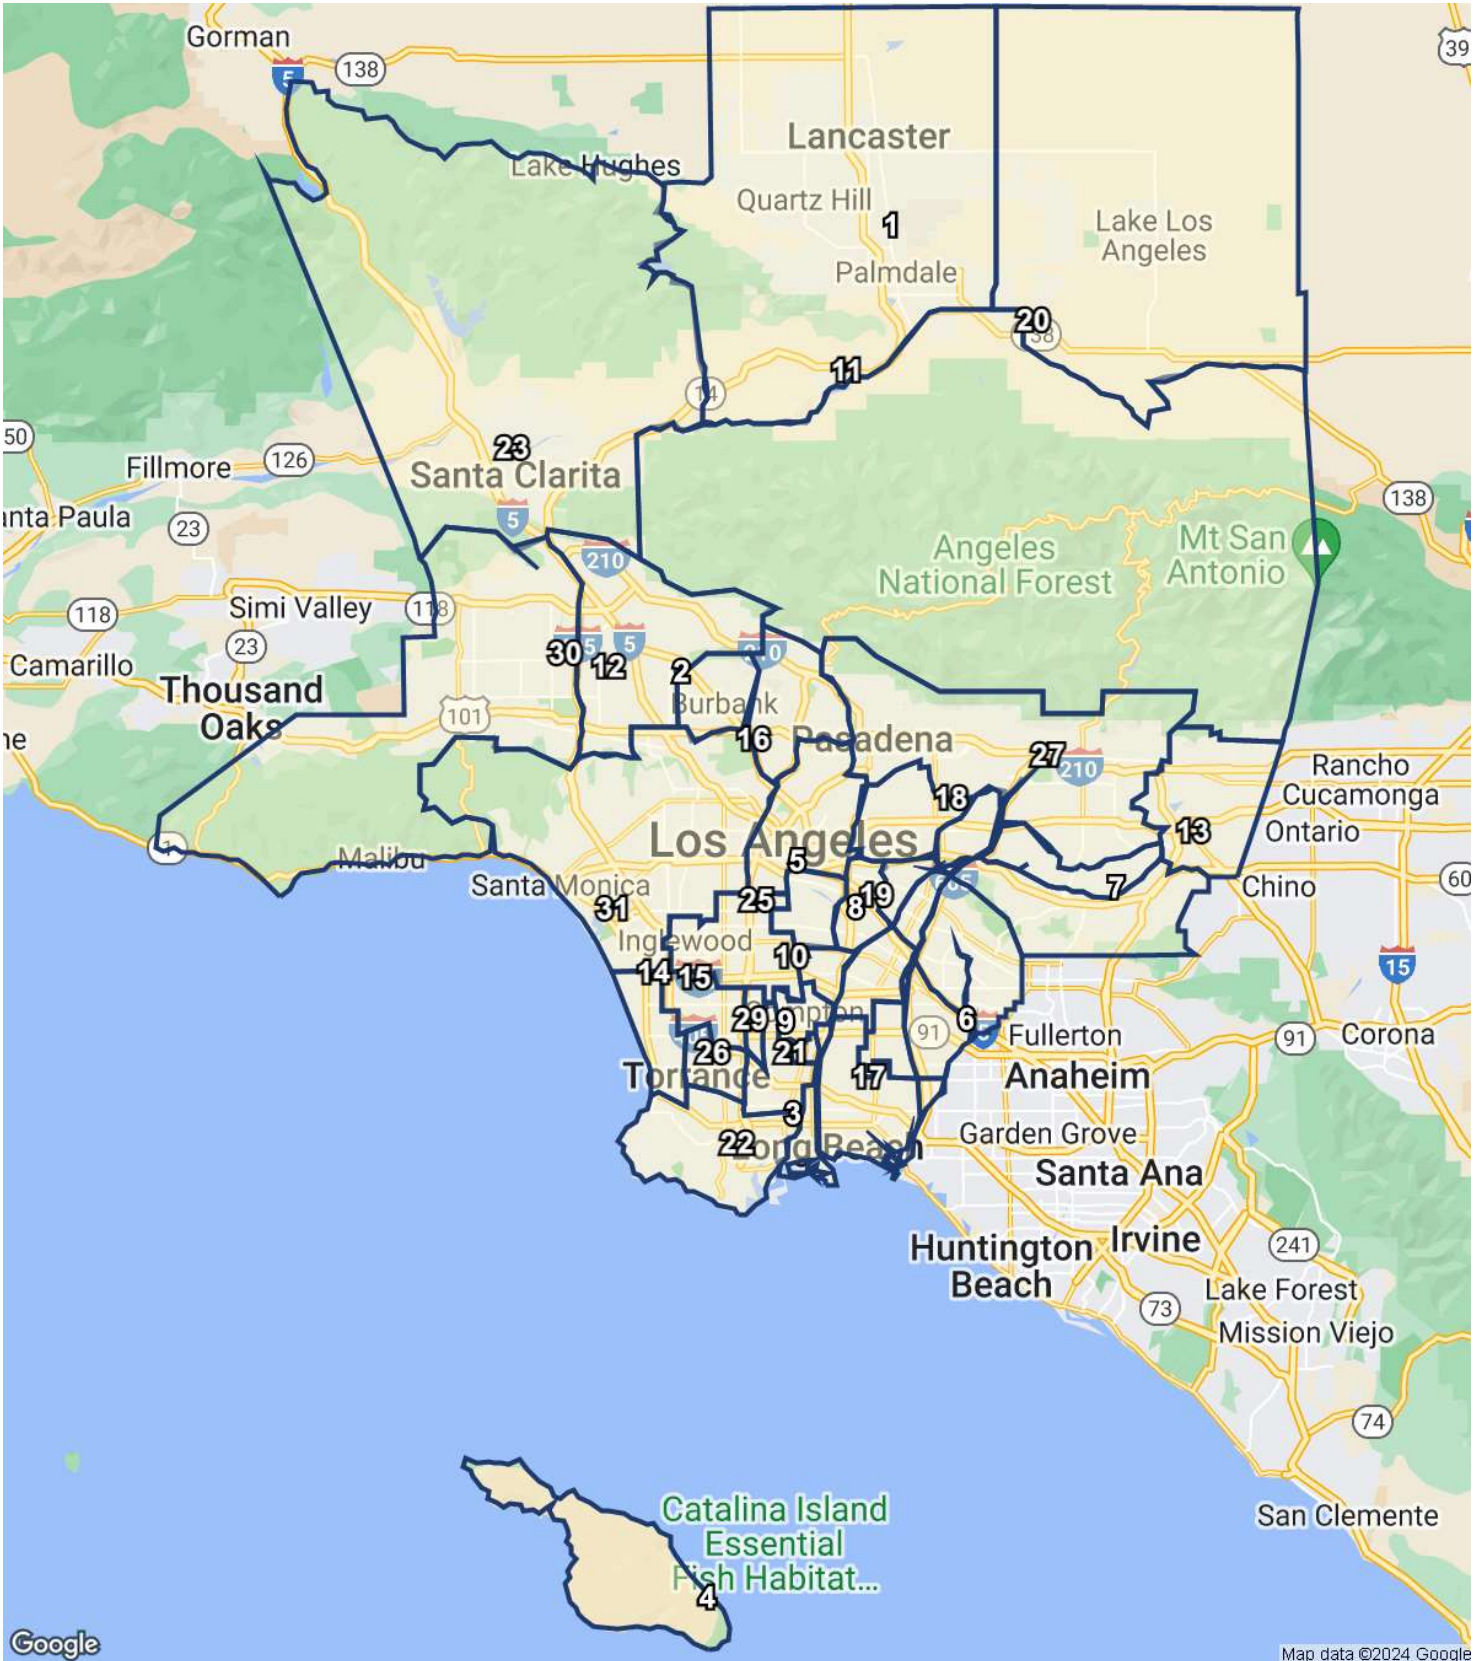 Gorman
5
138
39
Lancaster
Lake Hughes
Quartz Hill
1
Lake Los
Angeles
Palmdale
20
11
14
50
23
Santa Clarita
Fillmore
126
138
nta Paula
23
5
210
Angeles
National Forest
Mt San
Antonio
118
Simi Valley
118
23
30
12
5
2
Camarillo
Thousand
Oaks
101
Burbank
16
Pasadena
27
210
Rancho
Cucamonga
18
Los Angeles
13
Ontario
1
Malibu
5
Santa Monica
25
8
19
7
Chino
60
31
Inglewood
10
14
15
15
29
9
Compton
6
91
5
Fullerton
91
Corona
26
21
Torrance
17
Anaheim
3
22
Long Beach
Garden Grove
Santa Ana
Huntington
Beach
Irvine
241
73
Lake Forest
Mission Viejo
74
Catalina Island
Essential
Fish Habitat...
4
San Clemente
Google
Map data ©2024 Google